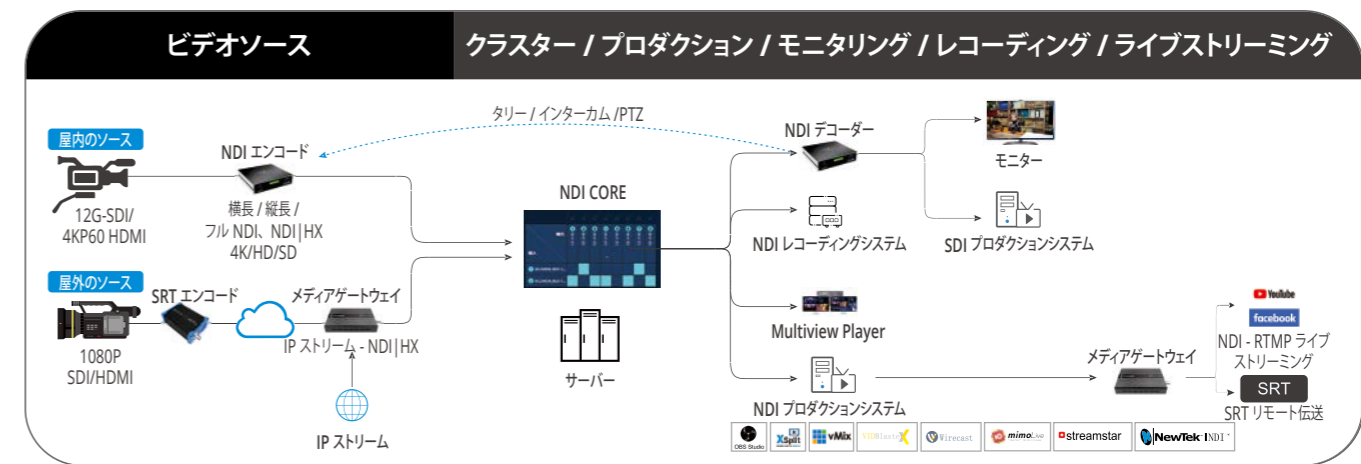 ビデオソース
クラスター / プロダクション / モニタリング / レコーディング / ライブストリーミング
タリー / インターカム /PTZ
屋内のソース
12G-SDI/
4KP60 HDMI
NDI エンコード
横長 / 縦長 /
フル NDI、NDI|HX
4K/HD/SD
屋外のソース
1080P
SDI/HDMI
SRT エンコード
メディアゲートウェイ
IP ストリーム - NDI|HX
IP ストリーム
NDI CORE
サーバー
NDI デコーダー
モニター
NDI レコーディングシステム
SDI プロダクションシステム
Multiview Player
NDI プロダクションシステム
メディアゲートウェイ
YouTube
facebook
NDI - RTMP ライブ
ストリーミング
SRT
SRT リモート伝送
OBS Studio
XSplit
vMix
VidBlasterX
Wirecast
mimoLive
streamstar
NewTek NDI